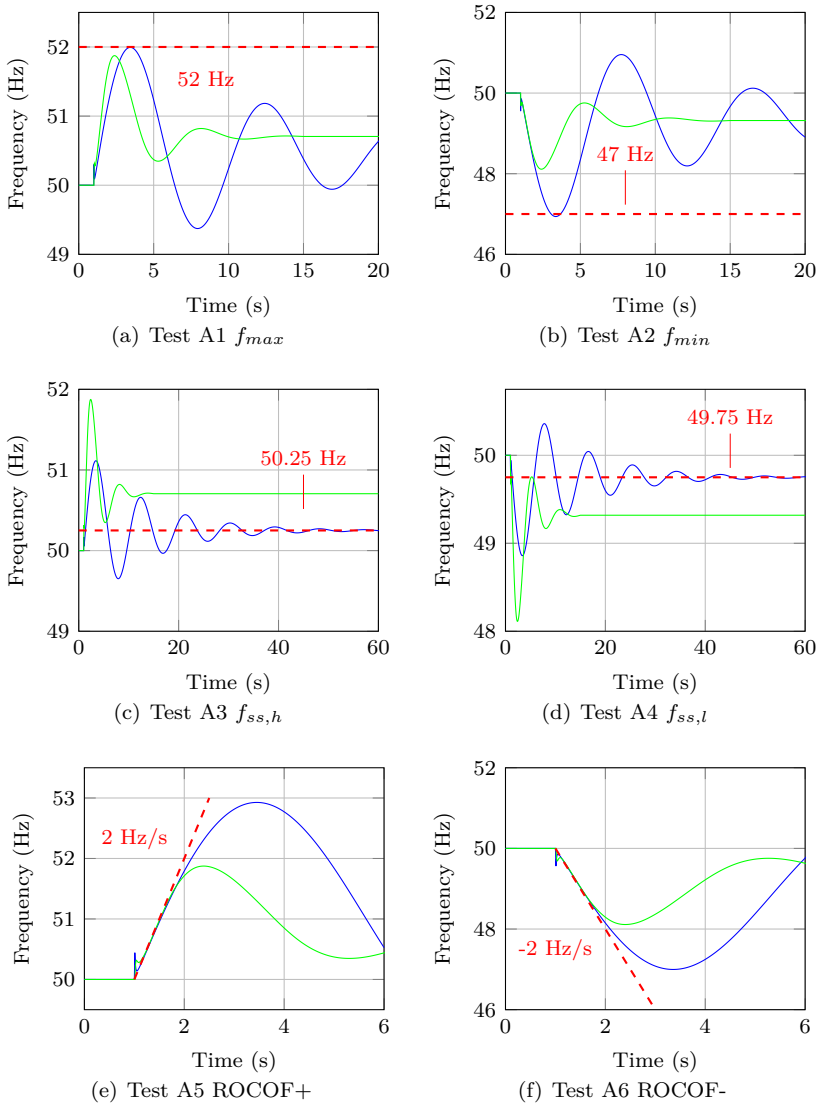 52
51
50
49
Frequency (Hz)
52 Hz
0 5 10 15 20
Time (s)
(a) Test A1 f_max
52
50
48
46
Frequency (Hz)
47 Hz
0 5 10 15 20
Time (s)
(b) Test A2 f_min
52
51
50
49
Frequency (Hz)
50.25 Hz
0 20 40 60
Time (s)
(c) Test A3 f_ss,h
50
49
48
Frequency (Hz)
49.75 Hz
0 20 40 60
Time (s)
(d) Test A4 f_ss,l
53
52
51
50
Frequency (Hz)
2 Hz/s
0 2 4 6
Time (s)
(e) Test A5 ROCOF+
52
50
48
46
Frequency (Hz)
-2 Hz/s
0 2 4 6
Time (s)
(f) Test A6 ROCOF-